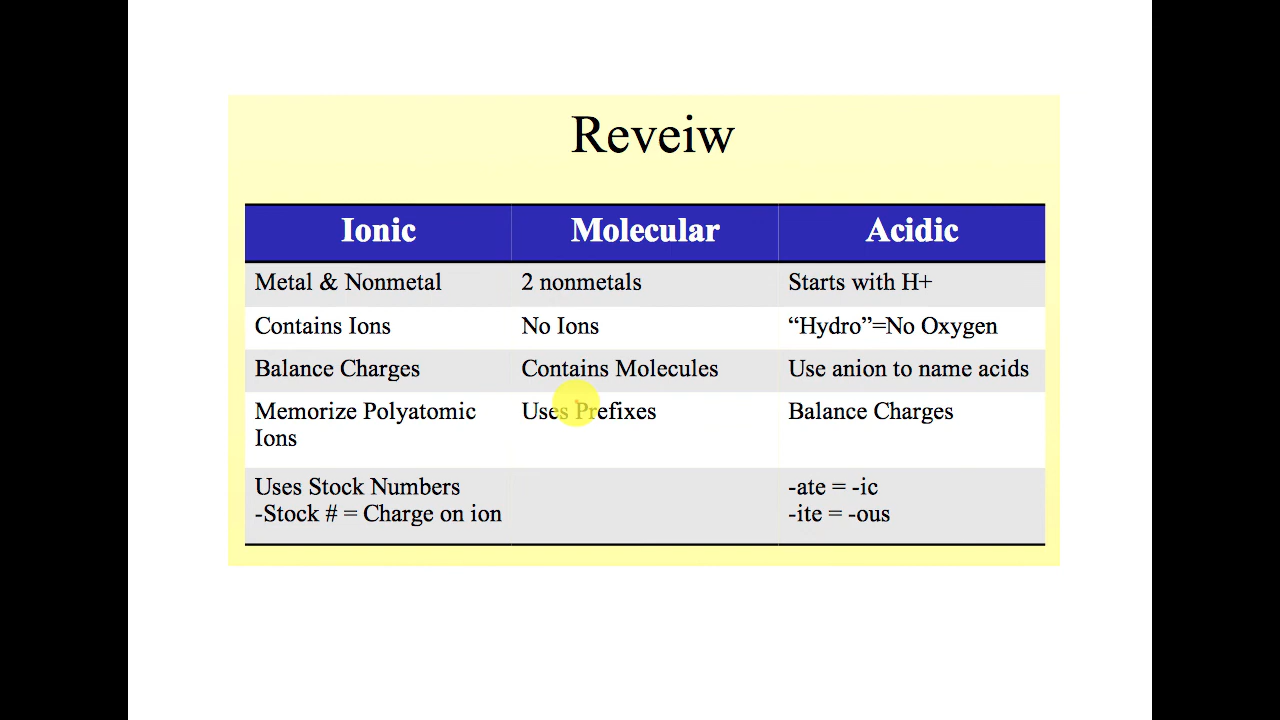 Reveiw
Ionic Molecular Acidic
Metal & Nonmetal 2 nonmetals Starts with H+
Contains Ions No Ions “Hydro”=No Oxygen
Balance Charges Contains Molecules Use anion to name acids
Memorize Polyatomic Uses Prefixes Balance Charges
Ions
Uses Stock Numbers -ate = -ic
-Stock # = Charge on ion -ite = -ous